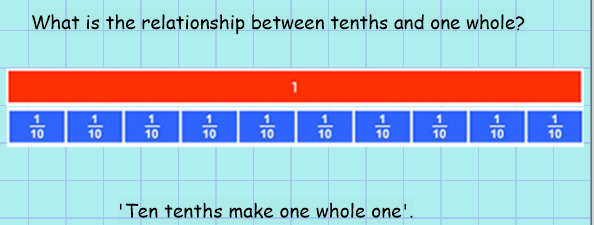 What is the relationship between tenths and one whole?
1
1/10 1/10 1/10 1/10 1/10 1/10 1/10 1/10 1/10 1/10
'Ten tenths make one whole one'.